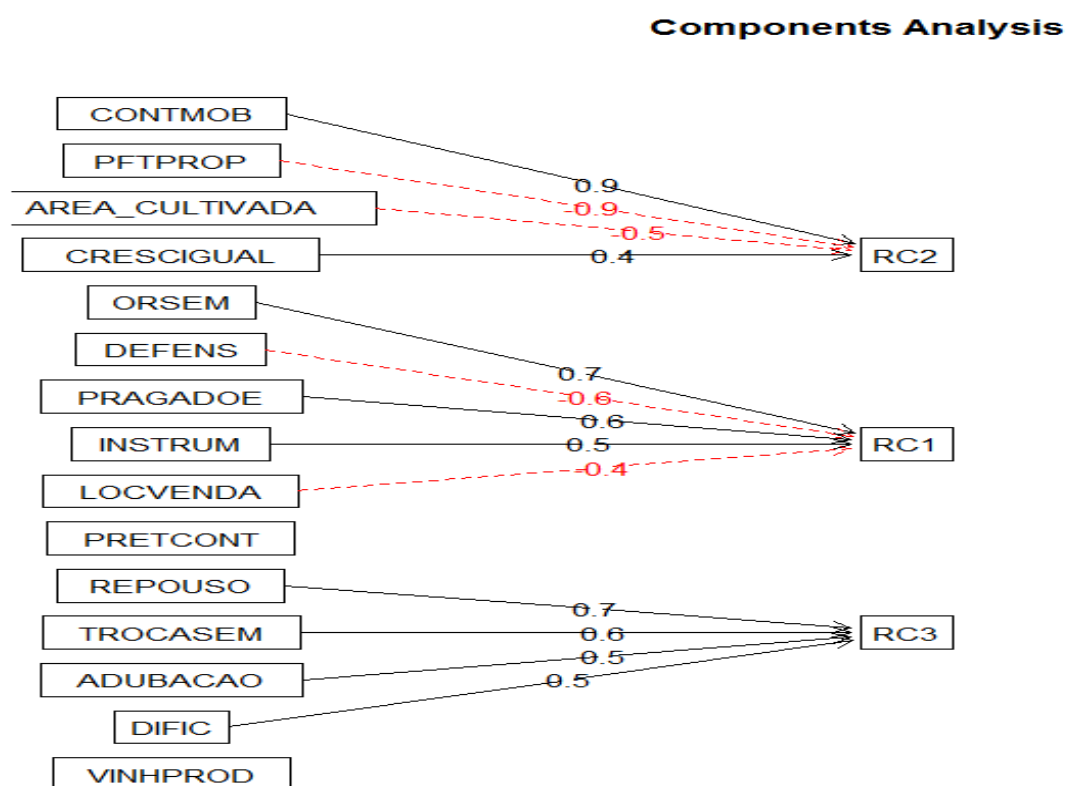 Components Analysis
CONTMOB
PFTPROP
AREA_CULTIVADA
CRESCIGUAL
ORSEM
DEFENS
PRAGADOE
INSTRUM
LOCVENDA
PRETCONT
REPOUSO
TROCASEM
ADUBACAO
DIFIC
VINHPROD
0.9
-0.9
-0.5
0.4
0.7
-0.6
0.6
0.5
-0.4
0.7
0.6
0.5
0.5
RC2
RC1
RC3